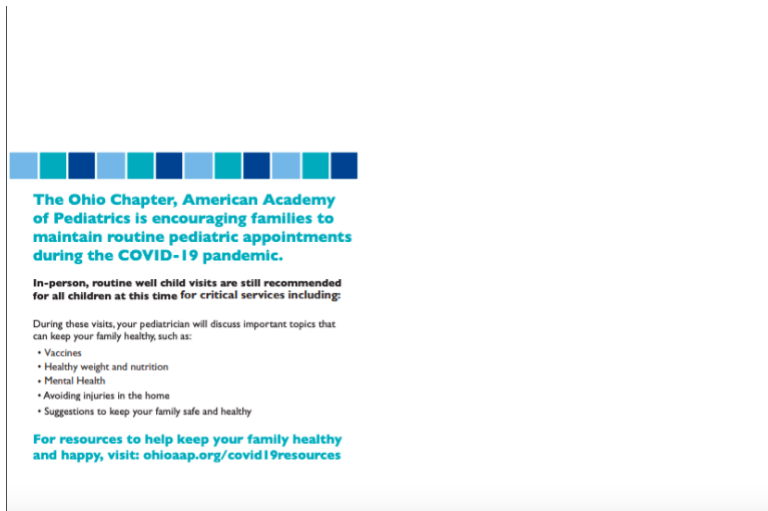 The Ohio Chapter, American Academy
of Pediatrics is encouraging families to
maintain routine pediatric appointments
during the COVID-19 pandemic.
In-person, routine well child visits are still recommended
for all children at this time for critical services including:
During these visits, your pediatrician will discuss important topics that
can keep your family healthy, such as:
• Vaccines
• Healthy weight and nutrition
• Mental Health
• Avoiding injuries in the home
• Suggestions to keep your family safe and healthy
For resources to help keep your family healthy
and happy, visit: ohioaap.org/covid19resources